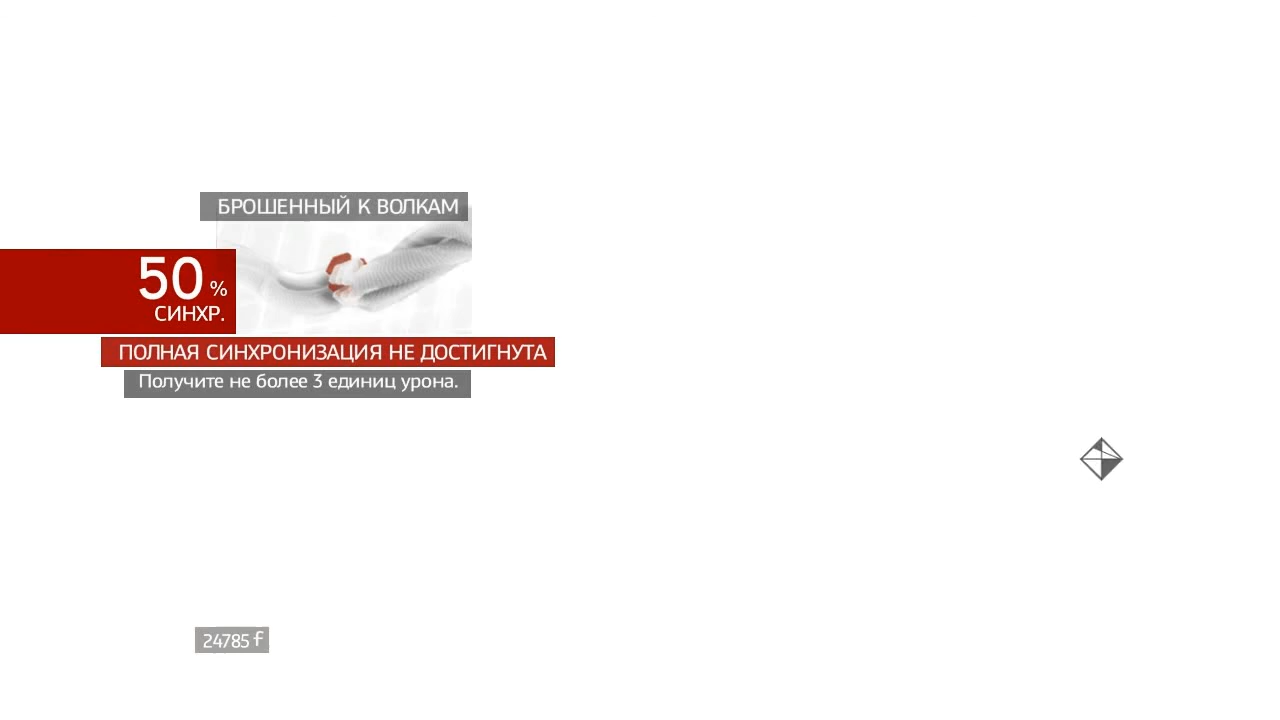 БРОШЕННЫЙ К ВОЛКАМ
50 %
СИНХР.
ПОЛНАЯ СИНХРОНИЗАЦИЯ НЕ ДОСТИГНУТА
Получите не более 3 единиц урона.
24785 f